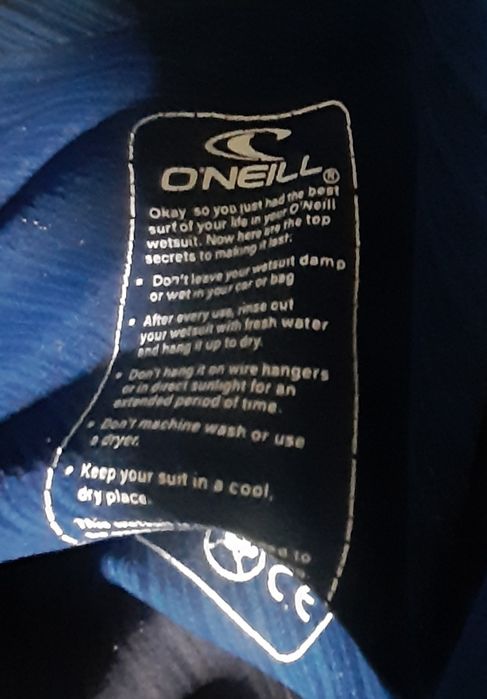 O'NEILL®
Okay so you just had the best
surf of your life in your O'Neill
wetsuit. Now here are the top
secrets to making it last:
• Don't leave your wetsuit damp
or wet in your car or bag
• After every use, rinse out
your wetsuit with fresh water
and hang it up to dry.
• Don't hang it on wire hangers
or in direct sunlight for an
extended period of time.
• Don't machine wash or use
a dryer.
• Keep your suit in a cool,
dry place.
This
to
CE